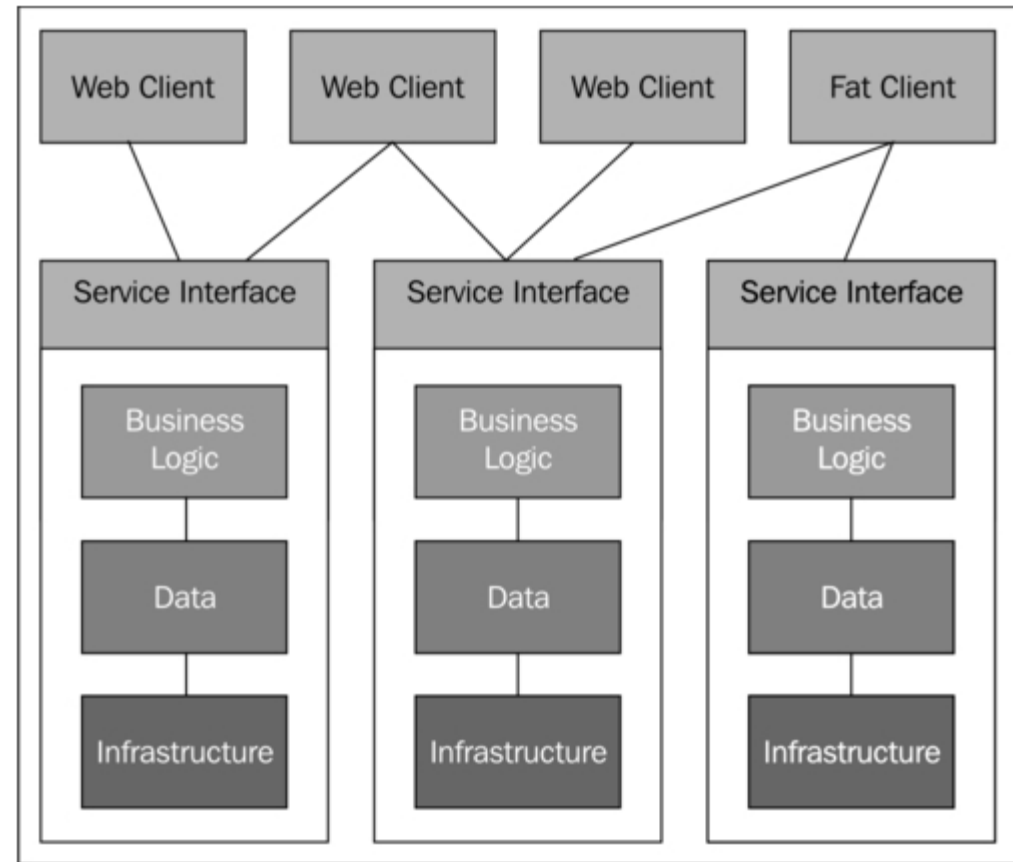 Web Client
Web Client
Web Client
Fat Client
Service Interface
Service Interface
Service Interface
Business
Logic
Business
Logic
Business
Logic
Data
Data
Data
Infrastructure
Infrastructure
Infrastructure